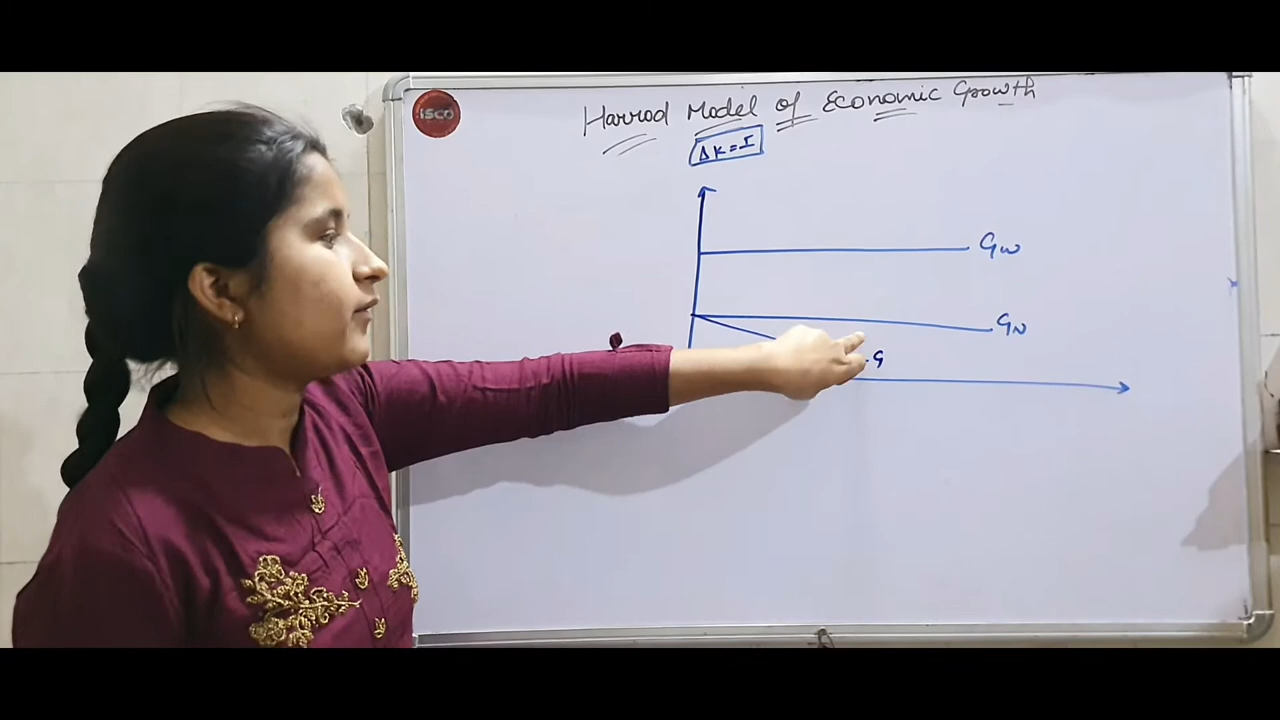 isco
Harrod Model of Economic Growth
ΔK=I
Gw
GN
G